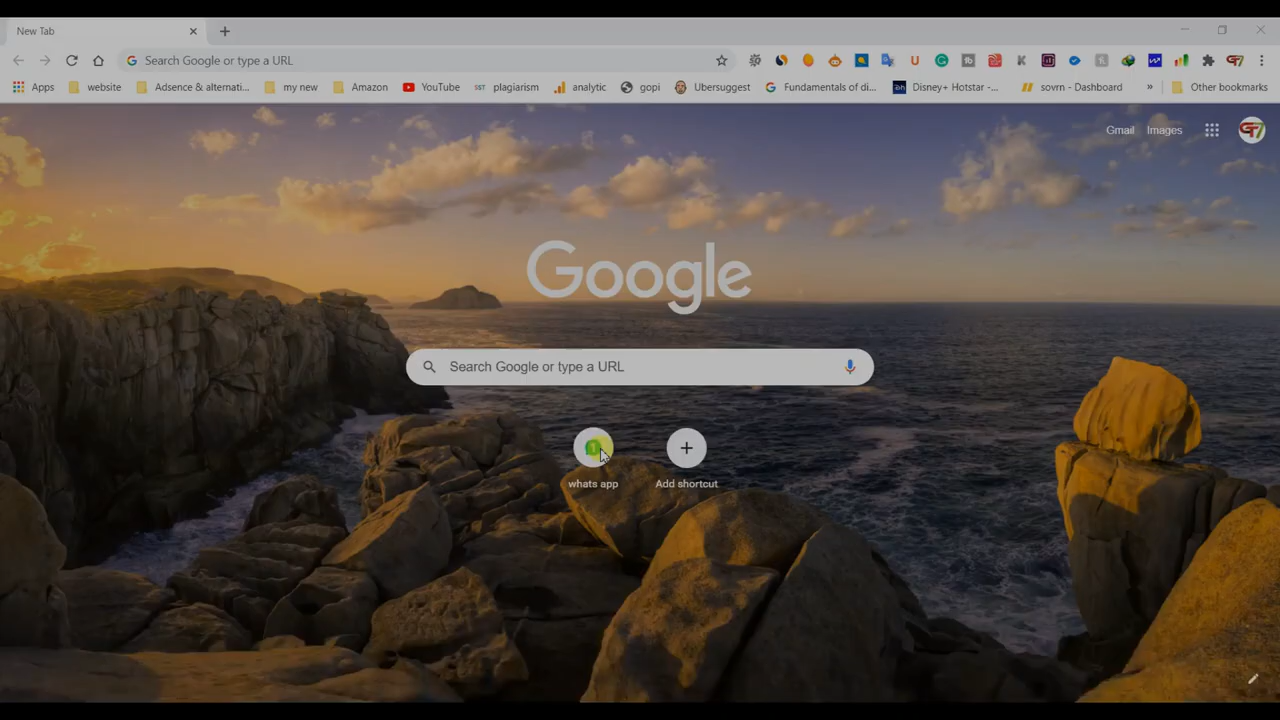 New Tab
Search Google or type a URL
Apps website Adsence & alternati... my new Amazon YouTube SST plagiarism analytic gopi Ubersuggest Fundamentals of di... dh Disney+ Hotstar -... sovrn - Dashboard » Other bookmarks
Gmail Images
Google
Search Google or type a URL
whats app Add shortcut